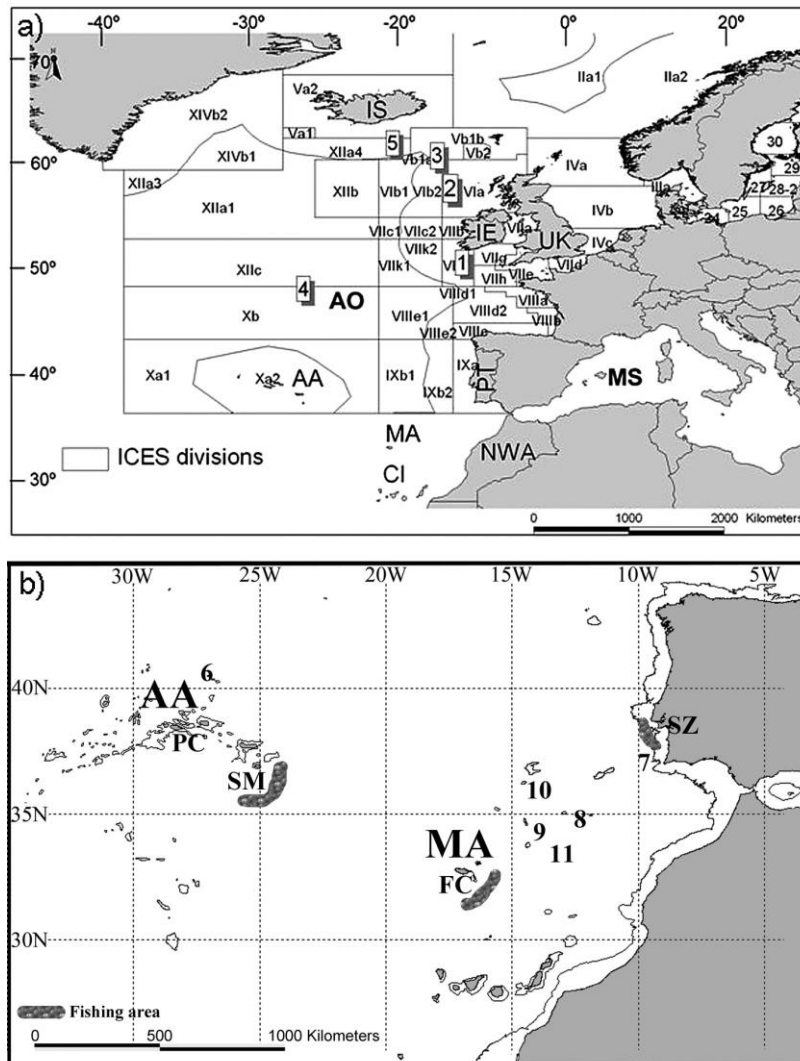 a)
-40° -30° -20° 0° 20°
70°
Va2 IIa1 IIa2
XIVb2 IS
Va1 5 Vb1b 30
XIVb1 XIIa4 3 Vb2
60° IVa 29
XIIa3 XIIb VIb1 VIb2 2 VIa IIIa
XIIa1 IVb 27 28-2
24 25 26
VIIc1 VIIc2 VIIb IE VIIa UK IVc
VIIk2 VIIg
50° XIIc VIIk1 1 VIIe VIId
VIIh
4 AO VIIId1 VIIIa
Xb VIIIe1 VIIId2 VIIIb
VIIIe2 VIIIc
40° Xa1 Xa2 AA IXb1 IXa PT MS
IXb2
MA
ICES divisions NWA
CI
30°
0 1000 2000 Kilometers
b)
30W 20W 15W 10W 5W
6
40N AA
PC SZ
SM 7
10
35N 8
9
MA 11
FC
30N
Fishing area
0 500 1000 Kilometers